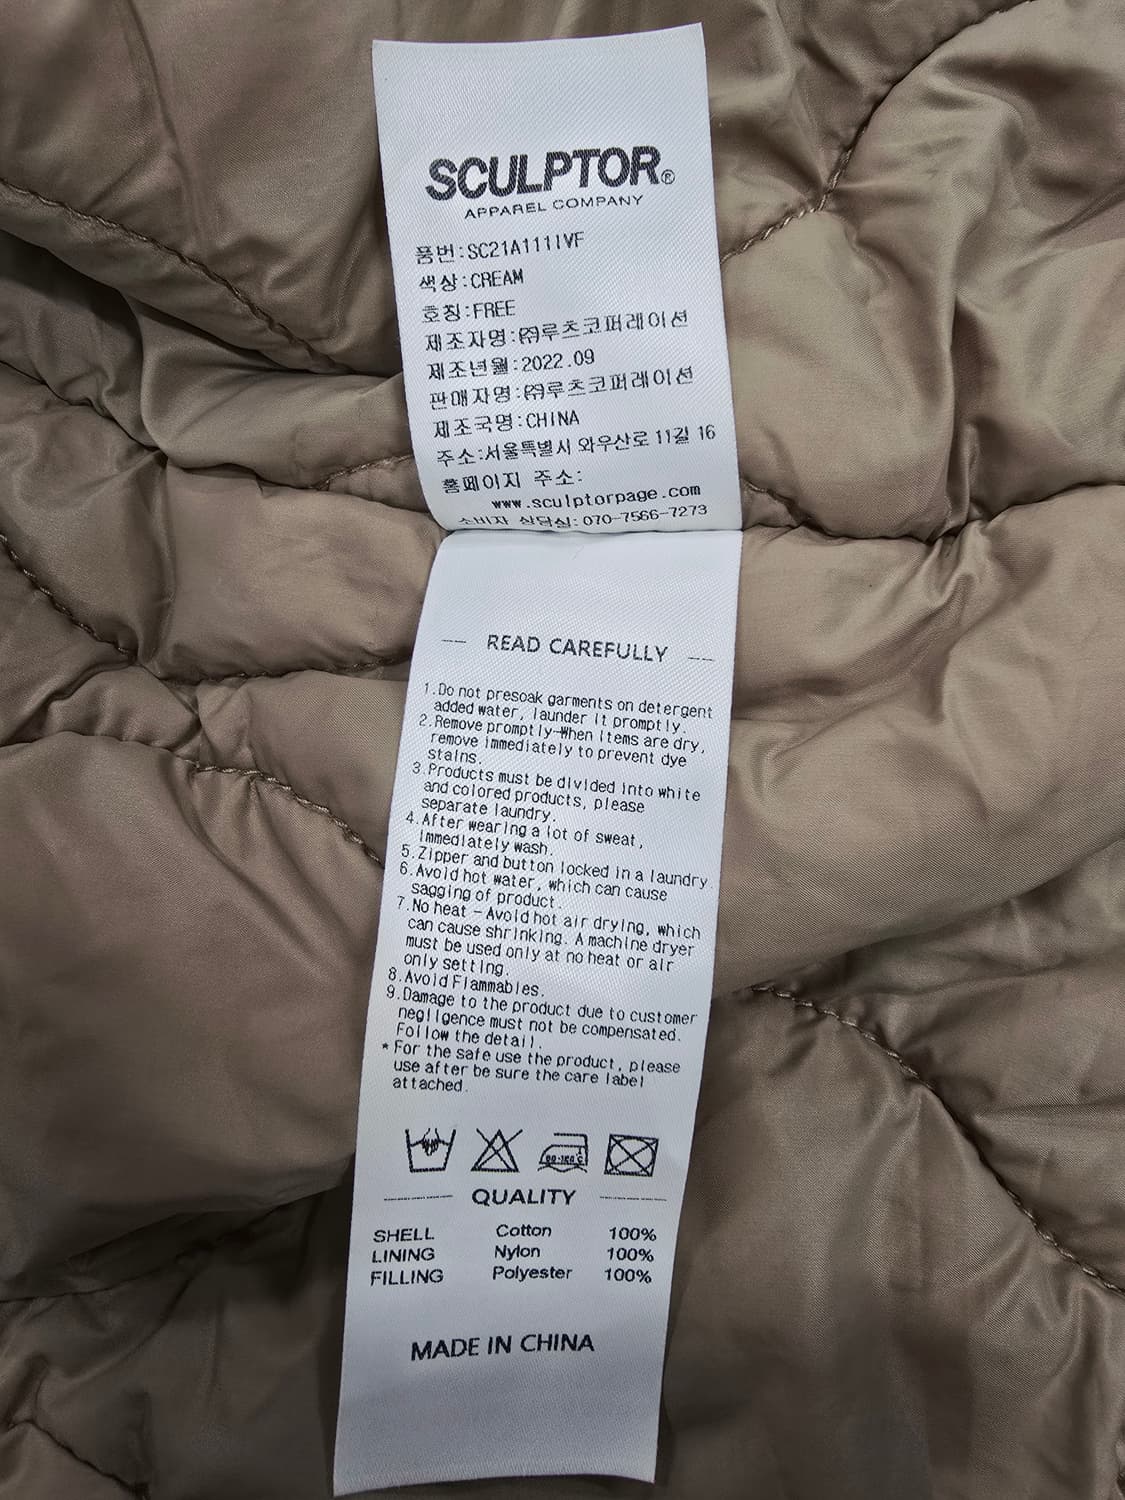 SCULPTOR®
APPAREL COMPANY
품번:SC21A111IVF
색상:CREAM
호칭:FREE
제조자명:㈜루츠코퍼레이션
제조년월:2022.09
판매자명:㈜루츠코퍼레이션
제조국명:CHINA
주소:서울특별시 와우산로 11길 16
홈페이지 주소:
www.sculptorpage.com
소비자 상담실: 070-7566-7273
READ CAREFULLY
1.Do not presoak garments on detergent
added water, launder it promptly.
2.Remove promptly-When items are dry,
remove immediately to prevent dye
stains.
3.Products must be divided into white
and colored products, please
separate laundry.
4.After wearing a lot of sweat,
immediately wash.
5.Zipper and button locked in a laundry.
6.Avoid hot water, which can cause
sagging of product.
7.No heat - Avoid hot air drying, which
can cause shrinking. A machine dryer
must be used only at no heat or air
only setting.
8.Avoid Flammables.
9.Damage to the product due to customer
negligence must not be compensated.
Follow the detail.
* For the safe use the product, please
use after be sure the care label
attached.
QUALITY
SHELL Cotton 100%
LINING Nylon 100%
FILLING Polyester 100%
MADE IN CHINA